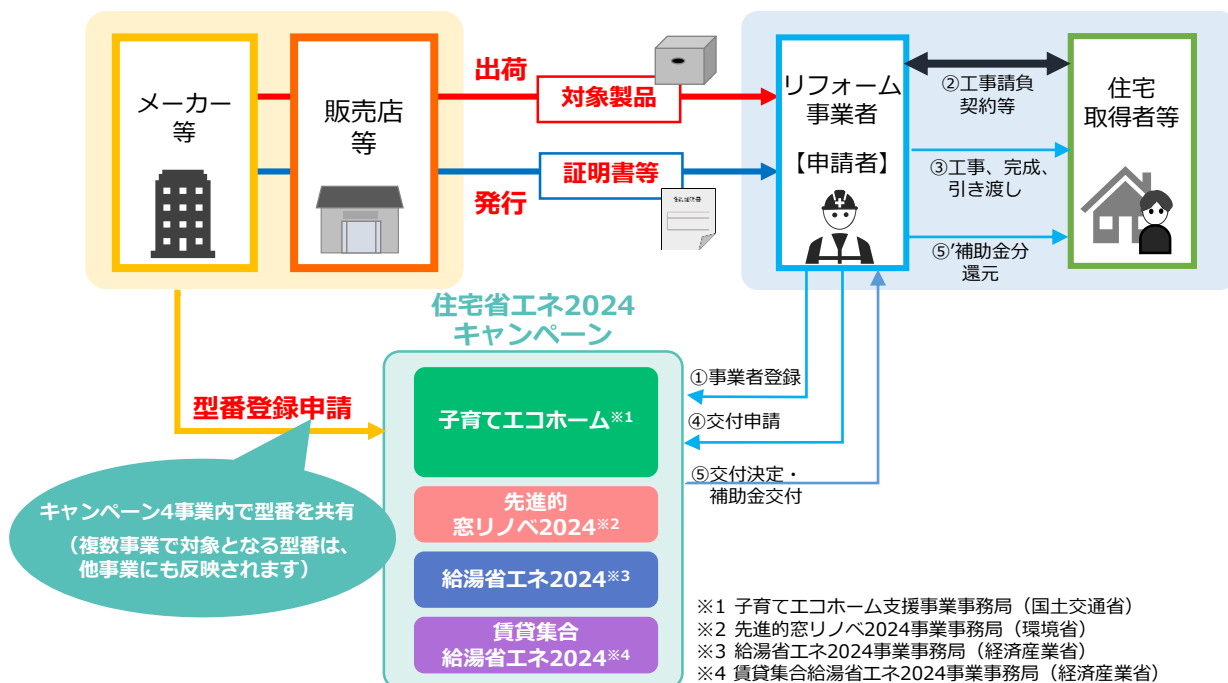 メーカー
等
販売店
等
出荷
対象製品
発行
証明書等
リフォーム
事業者
【申請者】
②工事請負
契約等
③工事、完成、
引き渡し
⑤’補助金分
還元
住宅
取得者等
住宅省エネ2024
キャンペーン
型番登録申請
キャンペーン4事業内で型番を共有
（複数事業で対象となる型番は、
他事業にも反映されます）
子育てエコホーム※1
先進的
窓リノベ2024※2
給湯省エネ2024※3
賃貸集合
給湯省エネ2024※4
①事業者登録
④交付申請
⑤交付決定・
補助金交付
※1 子育てエコホーム支援事業事務局（国土交通省）
※2 先進的窓リノベ2024事業事務局（環境省）
※3 給湯省エネ2024事業事務局（経済産業省）
※4 賃貸集合給湯省エネ2024事業事務局（経済産業省）